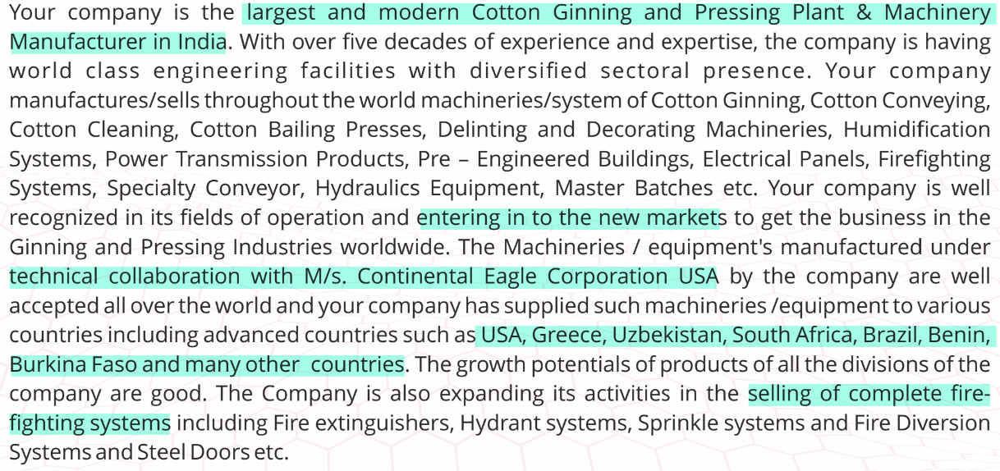 Your company is the largest and modern Cotton Ginning and Pressing Plant & Machinery
Manufacturer in India. With over five decades of experience and expertise, the company is having
world class engineering facilities with diversified sectoral presence. Your company
manufactures/sells throughout the world machineries/system of Cotton Ginning, Cotton Conveying,
Cotton Cleaning, Cotton Bailing Presses, Delinting and Decorating Machineries, Humidification
Systems, Power Transmission Products, Pre – Engineered Buildings, Electrical Panels, Firefighting
Systems, Specialty Conveyor, Hydraulics Equipment, Master Batches etc. Your company is well
recognized in its fields of operation and entering in to the new markets to get the business in the
Ginning and Pressing Industries worldwide. The Machineries / equipment's manufactured under
technical collaboration with M/s. Continental Eagle Corporation USA by the company are well
accepted all over the world and your company has supplied such machineries /equipment to various
countries including advanced countries such as USA, Greece, Uzbekistan, South Africa, Brazil, Benin,
Burkina Faso and many other countries. The growth potentials of products of all the divisions of the
company are good. The Company is also expanding its activities in the selling of complete fire-
fighting systems including Fire extinguishers, Hydrant systems, Sprinkle systems and Fire Diversion
Systems and Steel Doors etc.